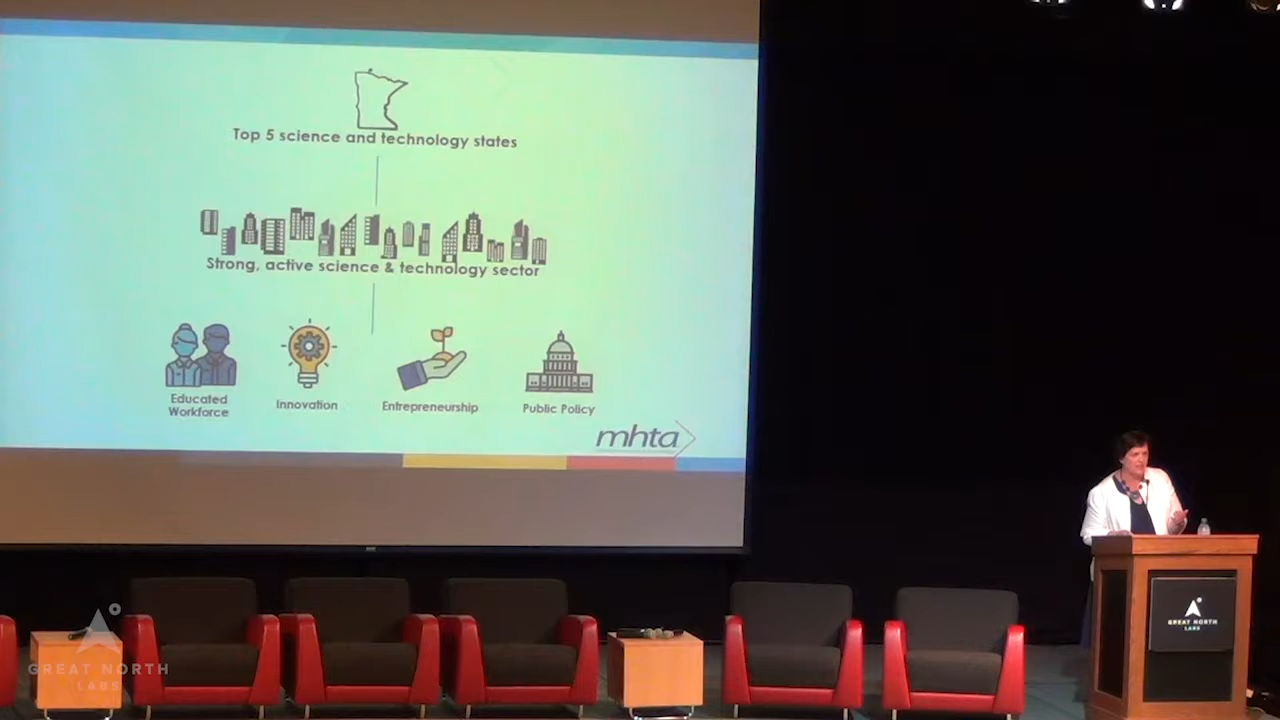 Top 5 science and technology states
Strong, active science & technology sector
Educated
Workforce
Innovation
Entrepreneurship
Public Policy
mhta
GREAT NORTH
LABS
GREAT NORTH
LABS